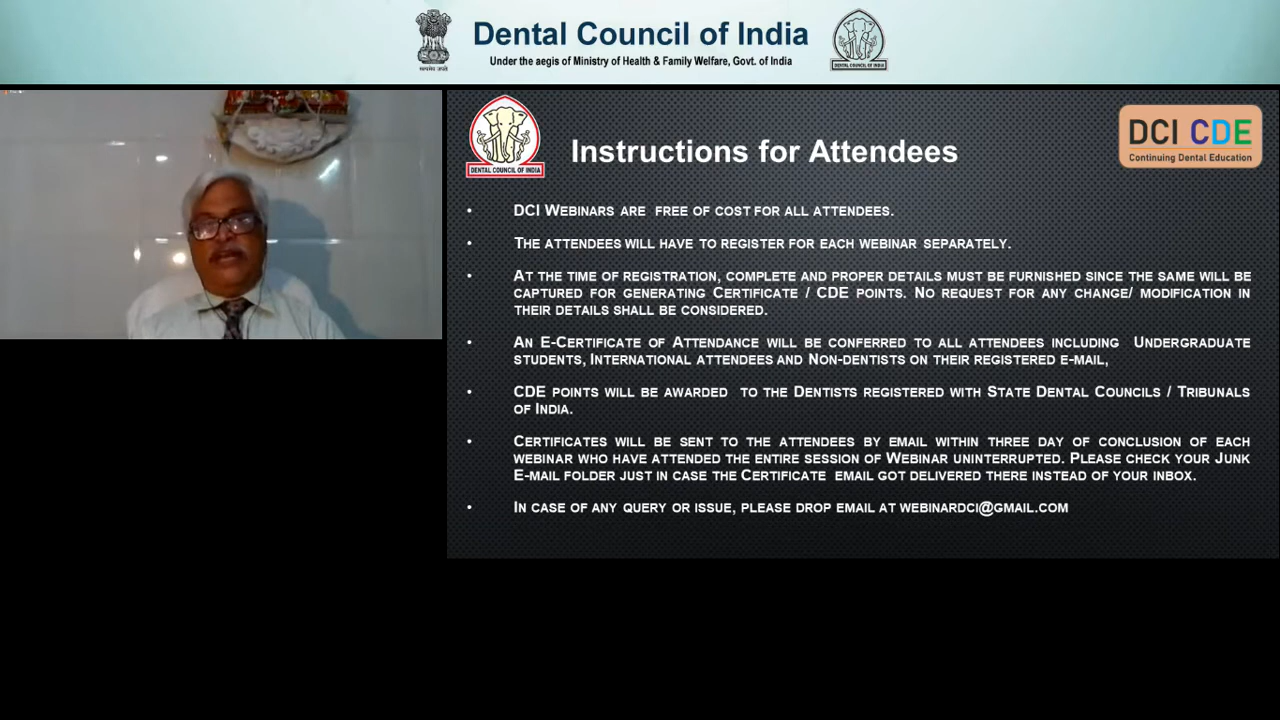 Dental Council of India
Under the aegis of Ministry of Health & Family Welfare, Govt. of India
सत्यमेव जयते
DENTAL COUNCIL OF INDIA
DENTAL COUNCIL OF INDIA
Instructions for Attendees
DCI CDE
Continuing Dental Education
• DCI WEBINARS ARE FREE OF COST FOR ALL ATTENDEES.
• THE ATTENDEES WILL HAVE TO REGISTER FOR EACH WEBINAR SEPARATELY.
• AT THE TIME OF REGISTRATION, COMPLETE AND PROPER DETAILS MUST BE FURNISHED SINCE THE SAME WILL BE
CAPTURED FOR GENERATING CERTIFICATE / CDE POINTS. NO REQUEST FOR ANY CHANGE/ MODIFICATION IN
THEIR DETAILS SHALL BE CONSIDERED.
• AN E-CERTIFICATE OF ATTENDANCE WILL BE CONFERRED TO ALL ATTENDEES INCLUDING UNDERGRADUATE
STUDENTS, INTERNATIONAL ATTENDEES AND NON-DENTISTS ON THEIR REGISTERED E-MAIL,
• CDE POINTS WILL BE AWARDED TO THE DENTISTS REGISTERED WITH STATE DENTAL COUNCILS / TRIBUNALS
OF INDIA.
• CERTIFICATES WILL BE SENT TO THE ATTENDEES BY EMAIL WITHIN THREE DAY OF CONCLUSION OF EACH
WEBINAR WHO HAVE ATTENDED THE ENTIRE SESSION OF WEBINAR UNINTERRUPTED. PLEASE CHECK YOUR JUNK
E-MAIL FOLDER JUST IN CASE THE CERTIFICATE EMAIL GOT DELIVERED THERE INSTEAD OF YOUR INBOX.
• IN CASE OF ANY QUERY OR ISSUE, PLEASE DROP EMAIL AT WEBINARDCI@GMAIL.COM